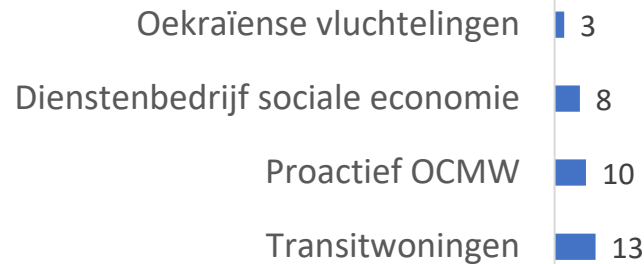 Oekraïense vluchtelingen 3
Dienstenbedrijf sociale economie 8
Proactief OCMW 10
Transitwoningen 13